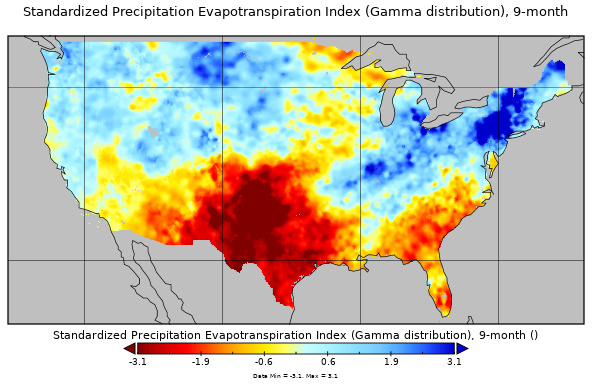 Standardized Precipitation Evapotranspiration Index (Gamma distribution), 9-month
Standardized Precipitation Evapotranspiration Index (Gamma distribution), 9-month ()
-3.1 -1.9 -0.6 0.6 1.9 3.1
Data Min = -3.1, Max = 3.1